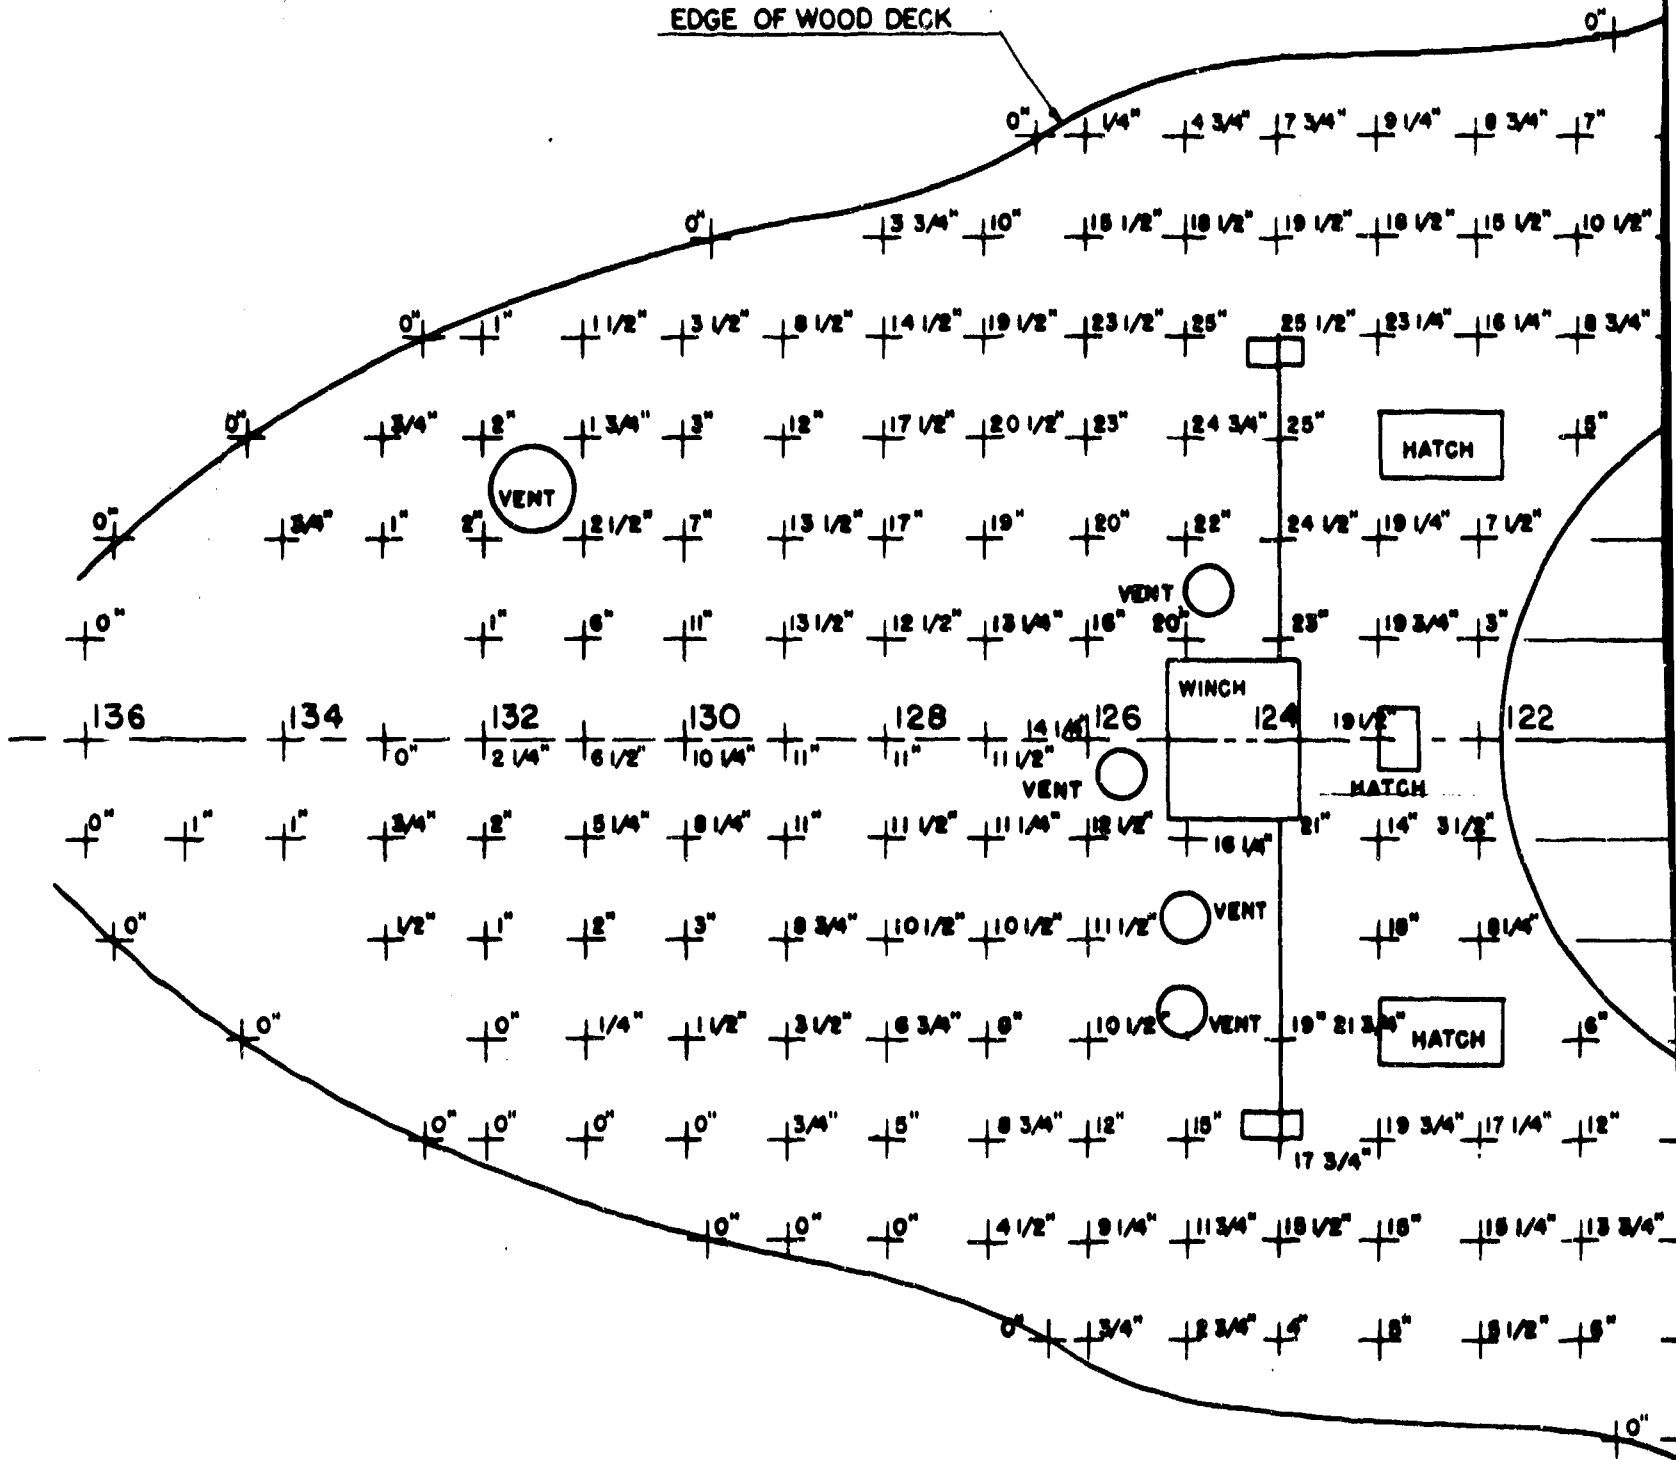 EDGE OF WOOD DECK
0"
0" 1/4" 4 3/4" 7 3/4" 9 1/4" 8 3/4" 7"
0" 3 3/4" 10" 15 1/2" 18 1/2" 19 1/2" 18 1/2" 15 1/2" 10 1/2"
0" 1" 1 1/2" 3 1/2" 8 1/2" 14 1/2" 19 1/2" 23 1/2" 25" 25 1/2" 23 1/4" 16 1/4" 8 3/4"
0" 3/4" 2" 1 3/4" 3" 12" 17 1/2" 20 1/2" 23" 24 3/4" 25" 5"
HATCH
VENT
0" 3/4" 1" 2" 2 1/2" 7" 13 1/2" 17" 19" 20" 22" 24 1/2" 19 1/4" 7 1/2"
VENT
0" 1" 6" 11" 13 1/2" 12 1/2" 13 1/4" 16" 20" 23" 19 3/4" 3"
WINCH
136 134 132 130 128 14 1/4" 126 124 19 1/2" 122
0" 2 1/4" 6 1/2" 10 1/4" 11" 11" 11 1/2"
VENT HATCH
0" 1" 1" 3/4" 2" 5 1/4" 8 1/4" 11" 11 1/2" 11 1/4" 12 1/2" 21" 14" 3 1/2"
16 1/4"
VENT
0" 1/2" 1" 2" 3" 8 3/4" 10 1/2" 10 1/2" 11 1/2" 8 1/4"
0" 0" 1/4" 1 1/2" 3 1/2" 6 3/4" 10 1/2" VENT 19" 21 3/4" 6"
HATCH
0" 0" 0" 0" 3/4" 5" 8 3/4" 12" 15" 19 3/4" 17 1/4" 12"
17 3/4"
0" 0" 0" 4 1/2" 9 1/4" 11 3/4" 15 1/2" 15 1/4" 13 3/4"
0" 3/4" 2 3/4" 4" 5 1/2"
0"